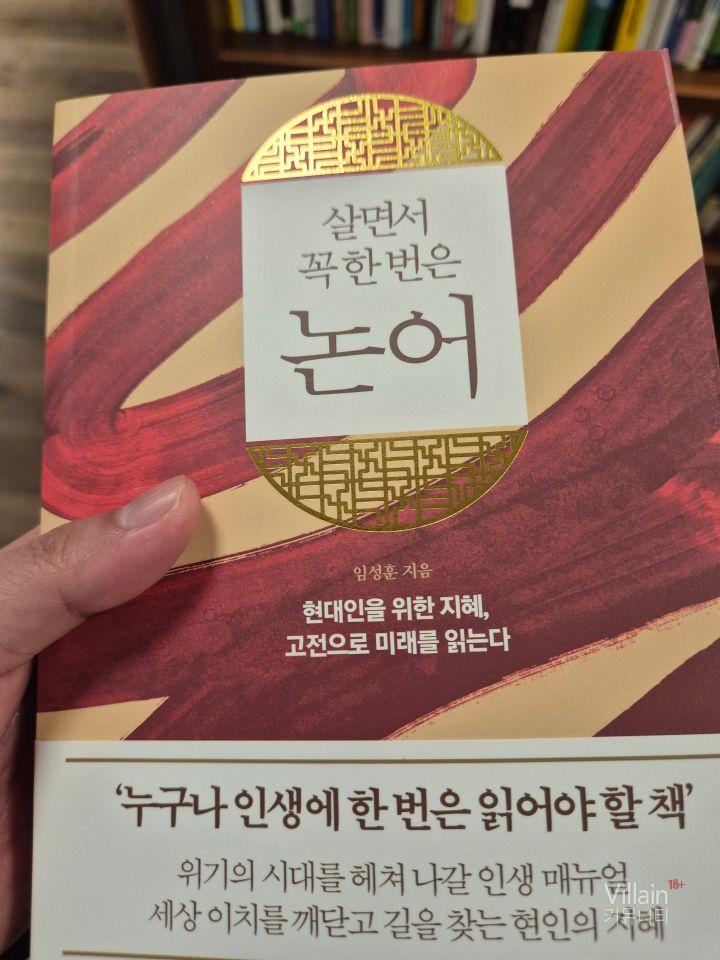 살면서
꼭 한 번은
논어
임성훈 지음
현대인을 위한 지혜,
고전으로 미래를 읽는다
‘누구나 인생에 한 번은 읽어야 할 책’
위기의 시대를 헤쳐 나갈 인생 매뉴얼
세상 이치를 깨닫고 길을 찾는 현인의 지혜
Villain 18+
커뮤니티